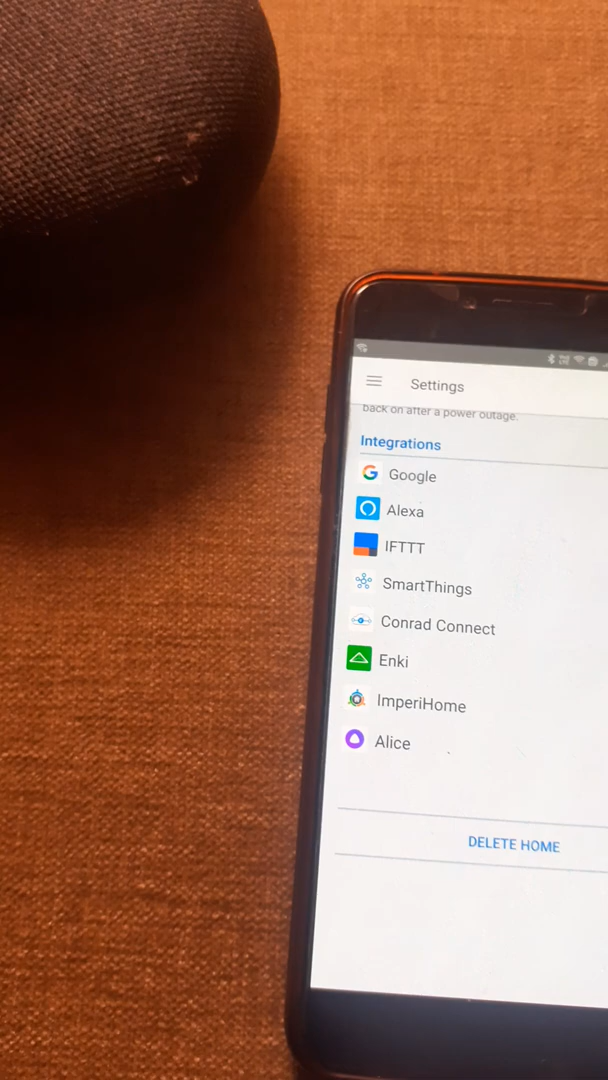 Settings
back on after a power outage.
Integrations
Google
Alexa
IFTTT
SmartThings
Conrad Connect
Enki
ImperiHome
Alice
DELETE HOME